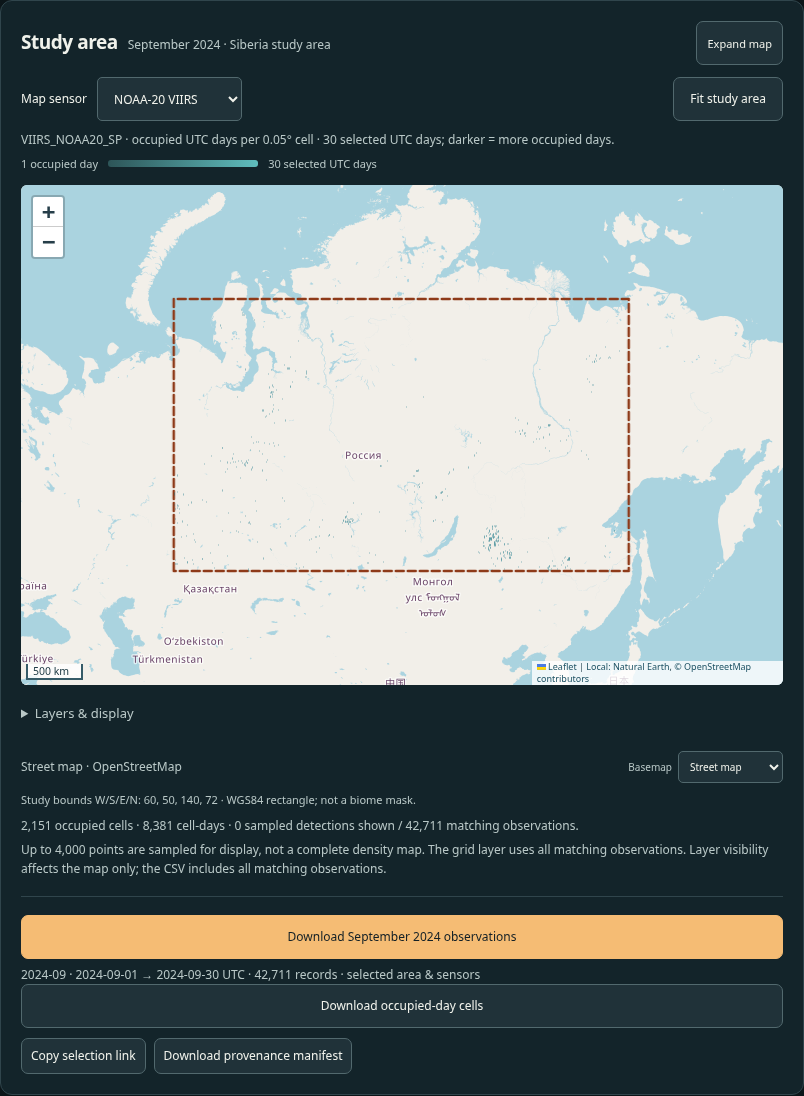 Study area September 2024 · Siberia study area
Expand map
Map sensor NOAA-20 VIIRS
Fit study area
VIIRS_NOAA20_SP · occupied UTC days per 0.05° cell · 30 selected UTC days; darker = more occupied days.
1 occupied day 30 selected UTC days
+
−
Россия
раїна
Қазақстан
Монгол
улс
Oʻzbekiston
ürkiye
Türkmenistan
500 km
中国
日本
Leaflet | Local: Natural Earth, © OpenStreetMap
contributors
Layers & display
Street map · OpenStreetMap
Basemap Street map
Study bounds W/S/E/N: 60, 50, 140, 72 · WGS84 rectangle; not a biome mask.
2,151 occupied cells · 8,381 cell-days · 0 sampled detections shown / 42,711 matching observations.
Up to 4,000 points are sampled for display, not a complete density map. The grid layer uses all matching observations. Layer visibility
affects the map only; the CSV includes all matching observations.
Download September 2024 observations
2024-09 · 2024-09-01 → 2024-09-30 UTC · 42,711 records · selected area & sensors
Download occupied-day cells
Copy selection link
Download provenance manifest